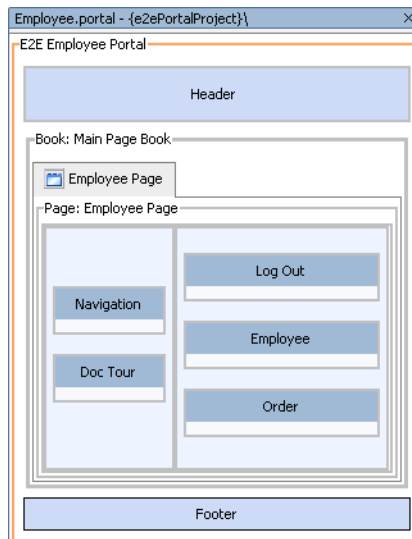 Employee.portal - {e2ePortalProject}\
E2E Employee Portal
Header
Book: Main Page Book
Employee Page
Page: Employee Page
Navigation
Doc Tour
Log Out
Employee
Order
Footer